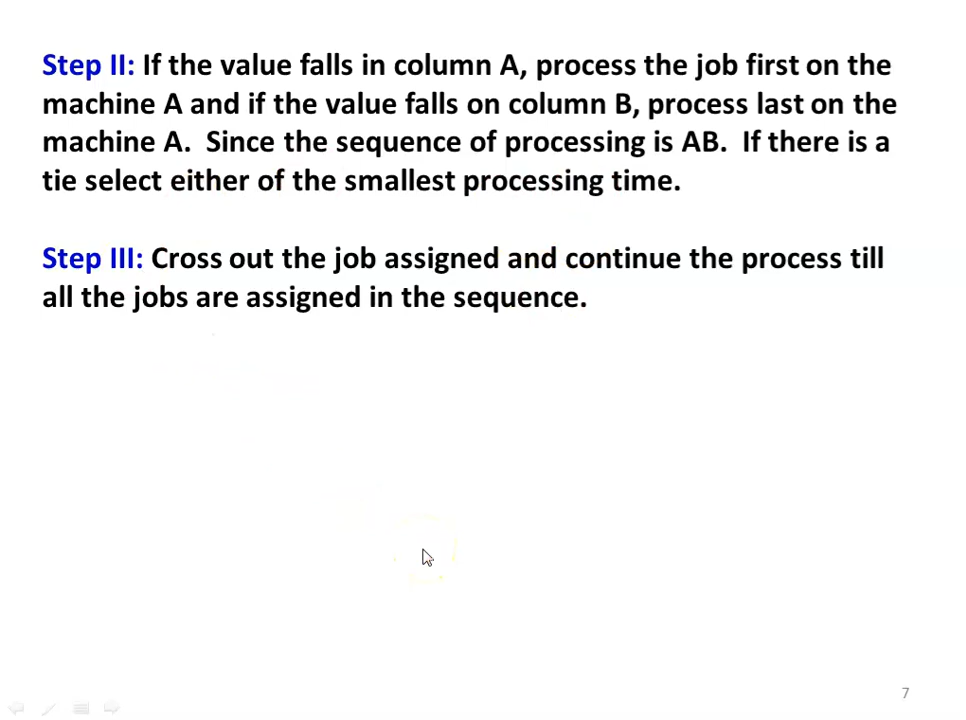 Step II: If the value falls in column A, process the job first on the
machine A and if the value falls on column B, process last on the
machine A. Since the sequence of processing is AB. If there is a
tie select either of the smallest processing time.
Step III: Cross out the job assigned and continue the process till
all the jobs are assigned in the sequence.
7